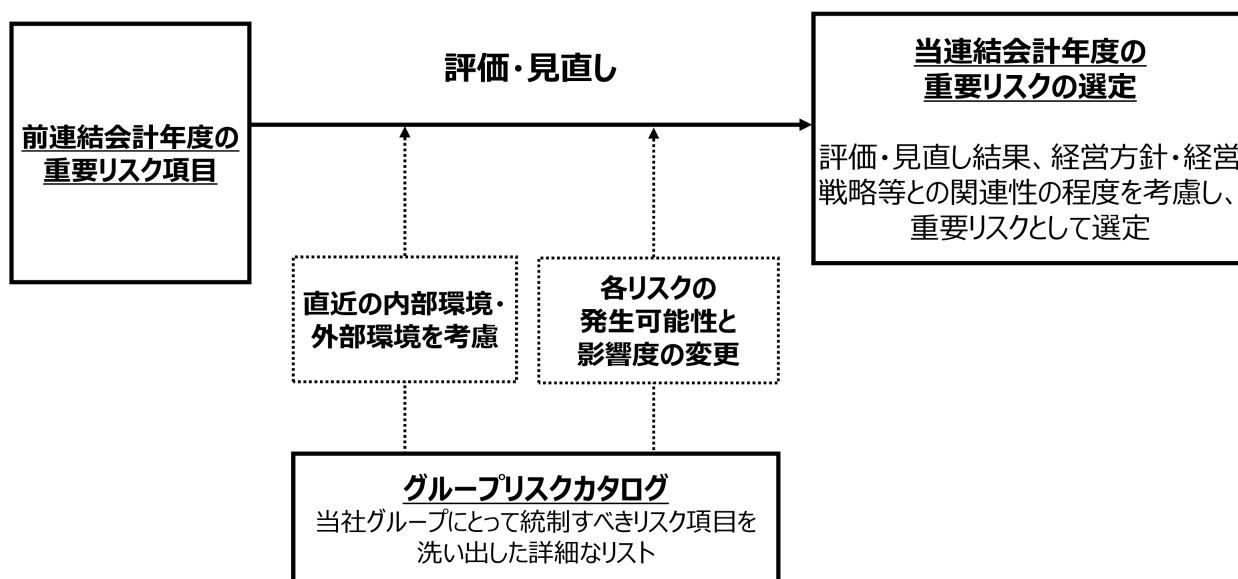 前連結会計年度の
重要リスク項目
評価・見直し
当連結会計年度の
重要リスクの選定
評価・見直し結果、経営方針・経営
戦略等との関連性の程度を考慮し、
重要リスクとして選定
直近の内部環境・
外部環境を考慮
各リスクの
発生可能性と
影響度の変更
グループリスクカタログ
当社グループにとって統制すべきリスク項目を
洗い出した詳細なリスト